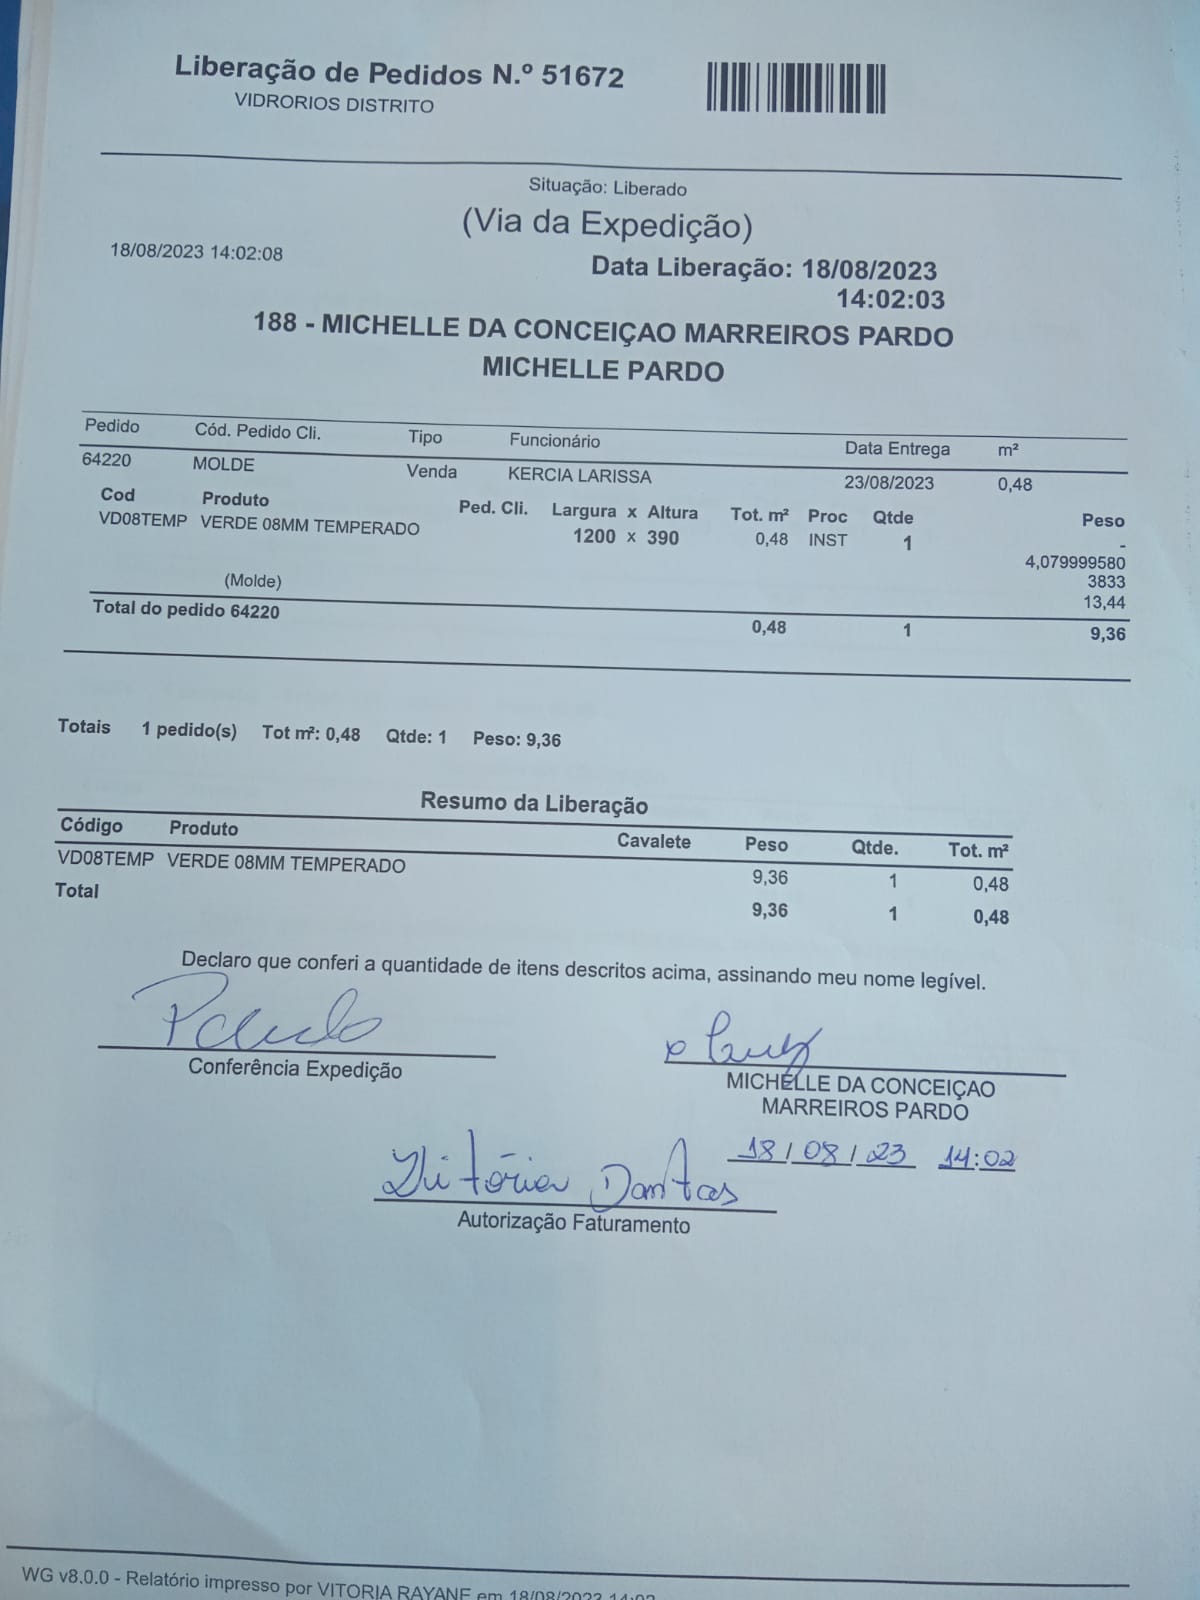 Liberação de Pedidos N.º 51672
VIDRORIOS DISTRITO
Situação: Liberado
(Via da Expedição)
18/08/2023 14:02:08
Data Liberação: 18/08/2023
14:02:03
188 - MICHELLE DA CONCEIÇAO MARREIROS PARDO
MICHELLE PARDO
Pedido Cód. Pedido Cli. Tipo Funcionário Data Entrega m²
64220 MOLDE Venda KERCIA LARISSA 23/08/2023 0,48
Cod Produto Ped. Cli. Largura x Altura Tot. m² Proc Qtde Peso
VD08TEMP VERDE 08MM TEMPERADO 1200 x 390 0,48 INST 1 -
4,079999580
(Molde) 3833
13,44
Total do pedido 64220 0,48 1 9,36
Totais 1 pedido(s) Tot m²: 0,48 Qtde: 1 Peso: 9,36
Resumo da Liberação
Código Produto Cavalete Peso Qtde. Tot. m²
VD08TEMP VERDE 08MM TEMPERADO 9,36 1 0,48
Total 9,36 1 0,48
Declaro que conferi a quantidade de itens descritos acima, assinando meu nome legível.
Conferência Expedição
MICHELLE DA CONCEIÇAO
MARREIROS PARDO
18/08/23 14:02
Vitória Dantas
Autorização Faturamento
WG v8.0.0 - Relatório impresso por VITORIA RAYANE em 18/08/2023 14:02